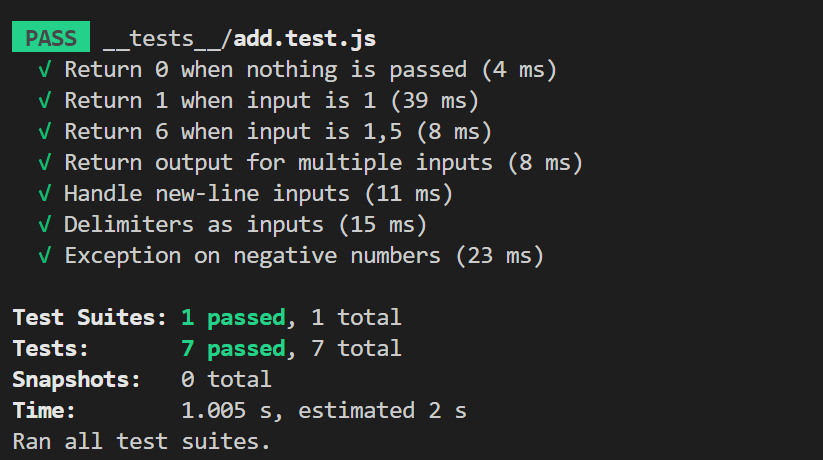 PASS __tests__/add.test.js
√ Return 0 when nothing is passed (4 ms)
√ Return 1 when input is 1 (39 ms)
√ Return 6 when input is 1,5 (8 ms)
√ Return output for multiple inputs (8 ms)
√ Handle new-line inputs (11 ms)
√ Delimiters as inputs (15 ms)
√ Exception on negative numbers (23 ms)
Test Suites: 1 passed, 1 total
Tests: 7 passed, 7 total
Snapshots: 0 total
Time: 1.005 s, estimated 2 s
Ran all test suites.